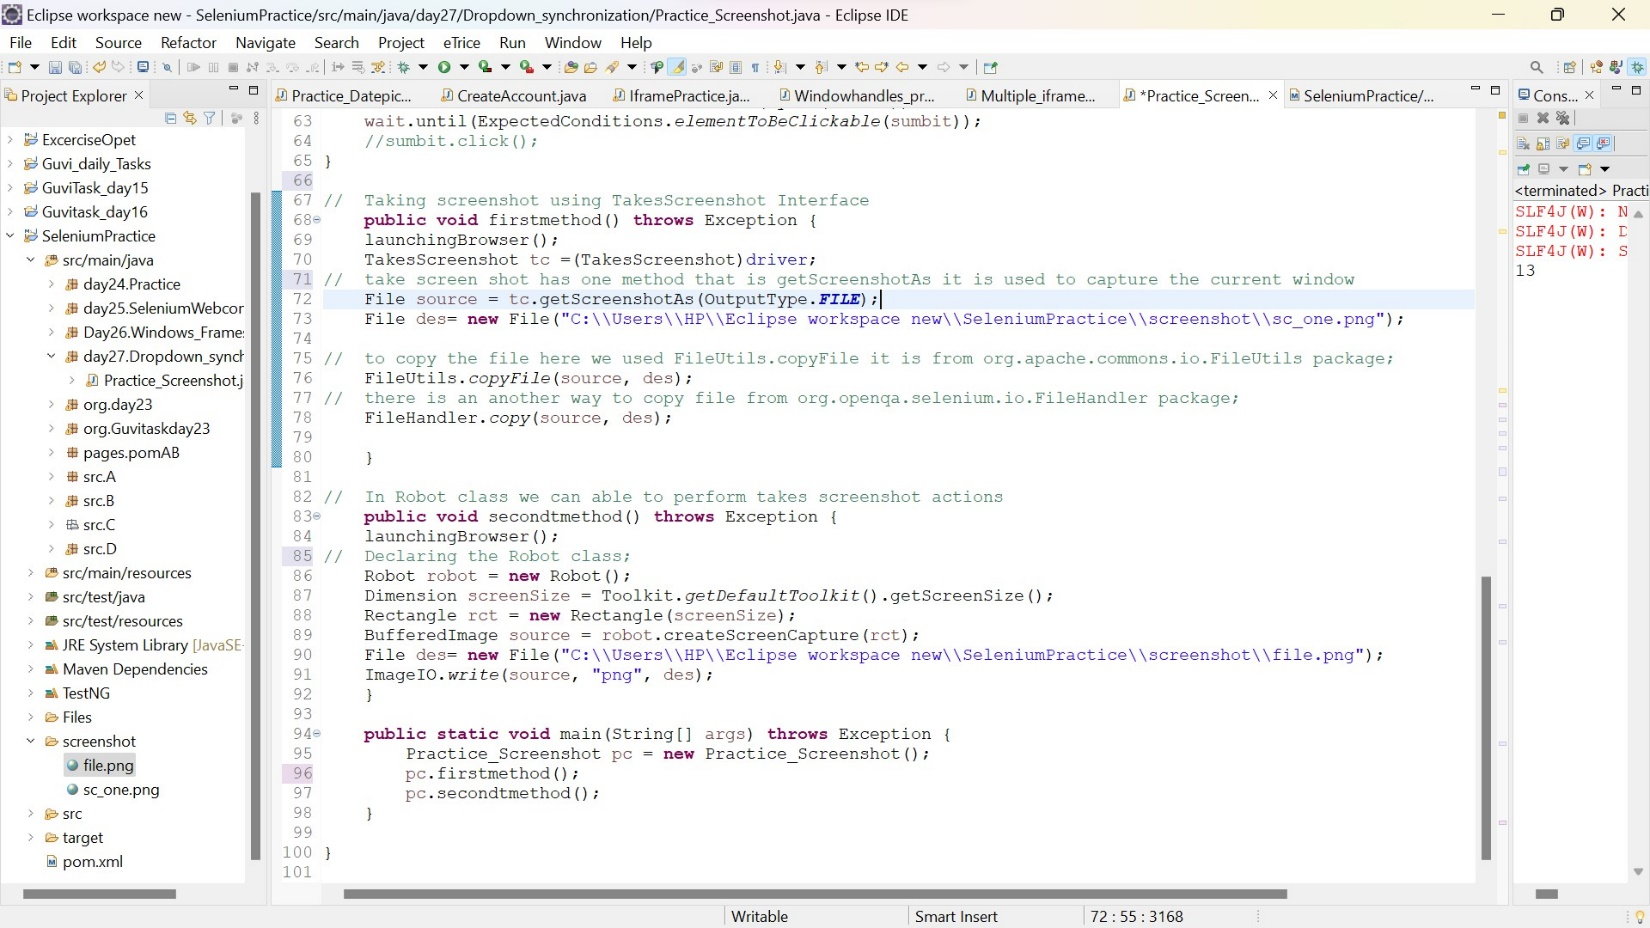 Eclipse workspace new - SeleniumPractice/src/main/java/day27/Dropdown_synchronization/Practice_Screenshot.java - Eclipse IDE
File Edit Source Refactor Navigate Search Project eTrice Run Window Help
Project Explorer
Practice_Datepic... CreateAccount.java IframePractice.ja... Windowhandles_pr... Multiple_iframe... *Practice_Screen... SeleniumPractice/...
Cons...
ExcerciseOpet
Guvi_daily_Tasks
GuviTask_day15
Guvitask_day16
SeleniumPractice
src/main/java
day24.Practice
day25.SeleniumWebcor
Day26.Windows_Frame
day27.Dropdown_synch
Practice_Screenshot.j
org.day23
org.Guvitaskday23
pages.pomAB
src.A
src.B
src.C
src.D
src/main/resources
src/test/java
src/test/resources
JRE System Library [JavaSE-
Maven Dependencies
TestNG
Files
screenshot
file.png
sc_one.png
src
target
pom.xml
63 wait.until(ExpectedConditions.elementToBeClickable(sumbit));
64 //sumbit.click();
65 }
66
67 // Taking screenshot using TakesScreenshot Interface
68 public void firstmethod() throws Exception {
69 launchingBrowser();
70 TakesScreenshot tc =(TakesScreenshot)driver;
71 // take screen shot has one method that is getScreenshotAs it is used to capture the current window
72 File source = tc.getScreenshotAs(OutputType.FILE);
73 File des= new File("C:\\Users\\HP\\Eclipse workspace new\\SeleniumPractice\\screenshot\\sc_one.png");
74
75 // to copy the file here we used FileUtils.copyFile it is from org.apache.commons.io.FileUtils package;
76 FileUtils.copyFile(source, des);
77 // there is an another way to copy file from org.openqa.selenium.io.FileHandler package;
78 FileHandler.copy(source, des);
79
80 }
81
82 // In Robot class we can able to perform takes screenshot actions
83 public void secondtmethod() throws Exception {
84 launchingBrowser();
85 // Declaring the Robot class;
86 Robot robot = new Robot();
87 Dimension screenSize = Toolkit.getDefaultToolkit().getScreenSize();
88 Rectangle rct = new Rectangle(screenSize);
89 BufferedImage source = robot.createScreenCapture(rct);
90 File des= new File("C:\\Users\\HP\\Eclipse workspace new\\SeleniumPractice\\screenshot\\file.png");
91 ImageIO.write(source, "png", des);
92 }
93
94 public static void main(String[] args) throws Exception {
95 Practice_Screenshot pc = new Practice_Screenshot();
96 pc.firstmethod();
97 pc.secondtmethod();
98 }
99
100 }
101
<terminated> Practi
SLF4J(W): N
SLF4J(W): D
SLF4J(W): S
13
Writable Smart Insert 72 : 55 : 3168